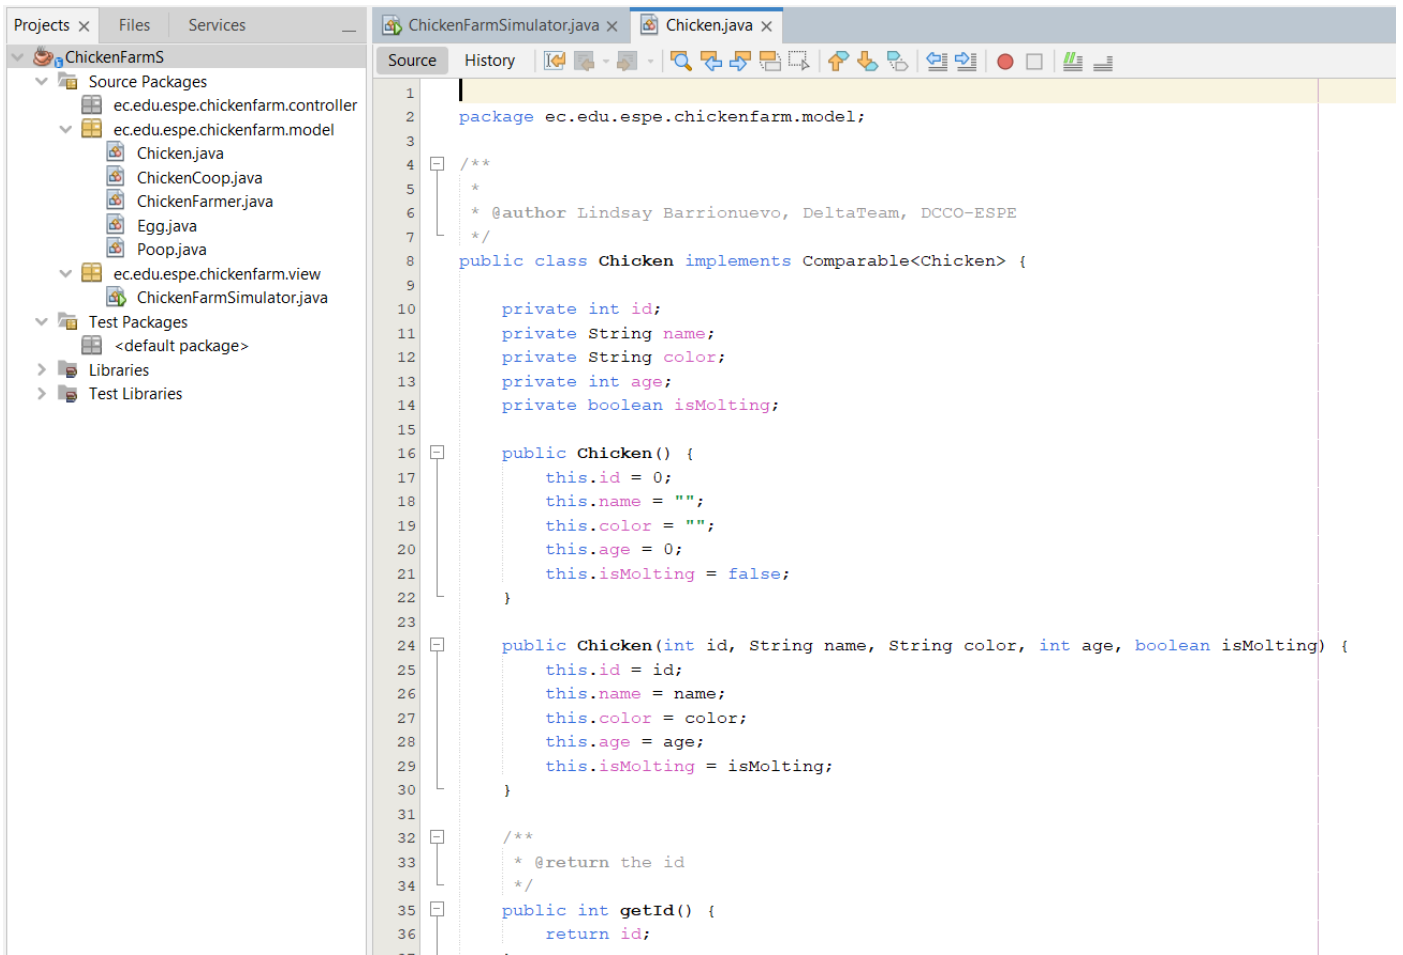 Projects Files Services
ChickenFarmS
Source Packages
ec.edu.espe.chickenfarm.controller
ec.edu.espe.chickenfarm.model
Chicken.java
ChickenCoop.java
ChickenFarmer.java
Egg.java
Poop.java
ec.edu.espe.chickenfarm.view
ChickenFarmSimulator.java
Test Packages
<default package>
Libraries
Test Libraries
ChickenFarmSimulator.java Chicken.java
Source History
1
2 package ec.edu.espe.chickenfarm.model;
3
4 /**
5  *
6  * @author Lindsay Barrionuevo, DeltaTeam, DCCO-ESPE
7  */
8 public class Chicken implements Comparable<Chicken> {
9
10     private int id;
11     private String name;
12     private String color;
13     private int age;
14     private boolean isMolting;
15
16     public Chicken() {
17         this.id = 0;
18         this.name = "";
19         this.color = "";
20         this.age = 0;
21         this.isMolting = false;
22     }
23
24     public Chicken(int id, String name, String color, int age, boolean isMolting) {
25         this.id = id;
26         this.name = name;
27         this.color = color;
28         this.age = age;
29         this.isMolting = isMolting;
30     }
31
32     /**
33      * @return the id
34      */
35     public int getId() {
36         return id;